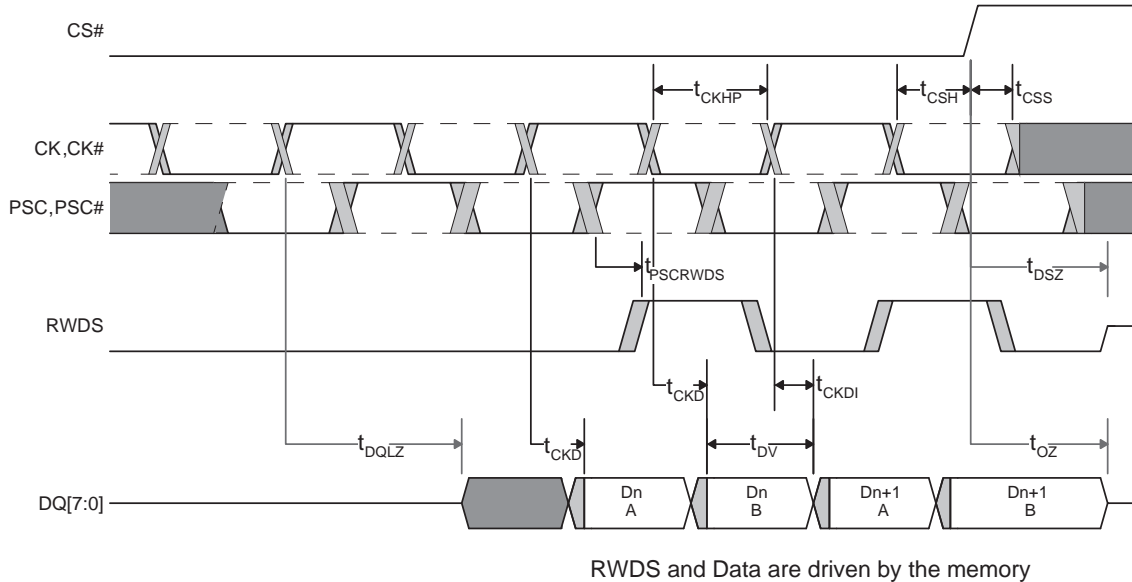 CS#
tCKHP
tCSH
tCSS
CK,CK#
PSC,PSC#
tPSCRWDS
tDSZ
RWDS
tCKD
tCKDI
tDQLZ
tCKD
tDV
tOZ
DQ[7:0]
Dn
A
Dn
B
Dn+1
A
Dn+1
B
RWDS and Data are driven by the memory